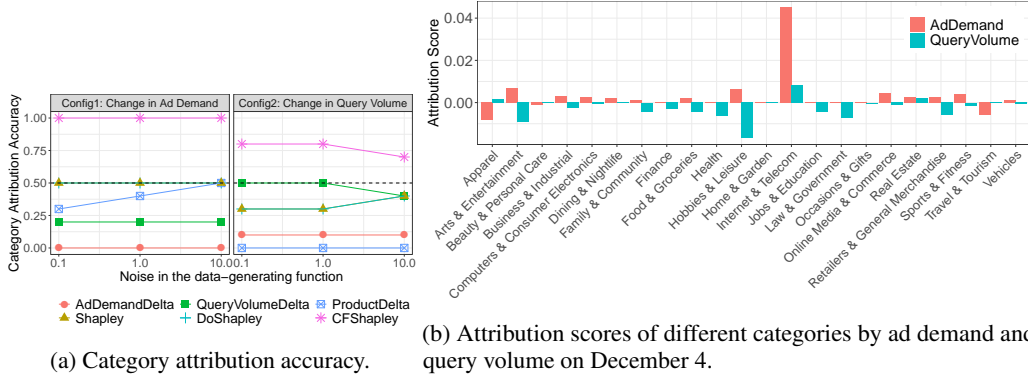 Config1: Change in Ad Demand
Config2: Change in Query Volume
Category Attribution Accuracy
1.00
0.75
0.50
0.25
0.00
0.1
1.0
10.0
0.1
1.0
10.0
Noise in the data−generating function
AdDemandDelta
QueryVolumeDelta
ProductDelta
Shapley
DoShapley
CFShapley
(a) Category attribution accuracy.
Attribution Score
0.04
0.02
0.00
AdDemand
QueryVolume
Apparel
Arts & Entertainment
Beauty & Personal Care
Business & Industrial
Computers & Consumer Electronics
Dining & Nightlife
Family & Community
Finance
Food & Groceries
Health
Hobbies & Leisure
Home & Garden
Internet & Telecom
Jobs & Education
Law & Government
Occasions & Gifts
Online Media & Commerce
Real Estate
Retailers & General Merchandise
Sports & Fitness
Travel & Tourism
Vehicles
(b) Attribution scores of different categories by ad demand and
query volume on December 4.